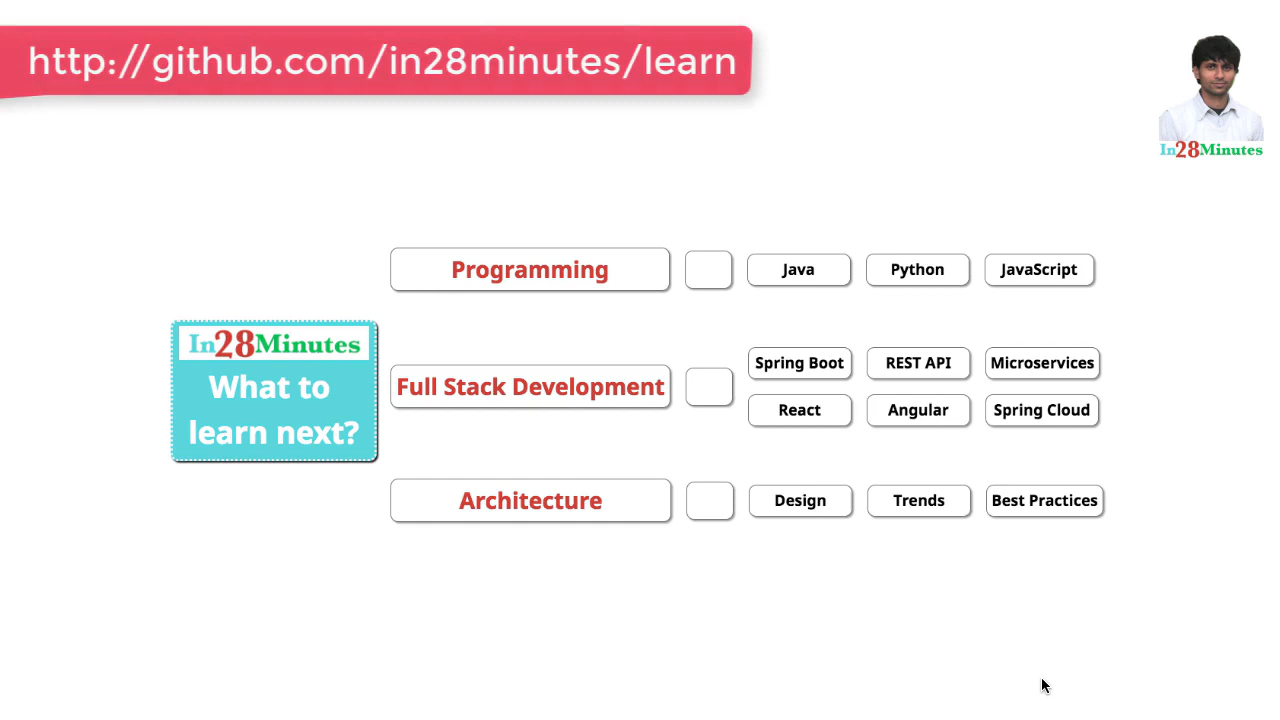 http://github.com/in28minutes/learn
In28Minutes
Programming Java Python JavaScript
In28Minutes
What to
learn next?
Full Stack Development
Spring Boot REST API Microservices
React Angular Spring Cloud
Architecture Design Trends Best Practices